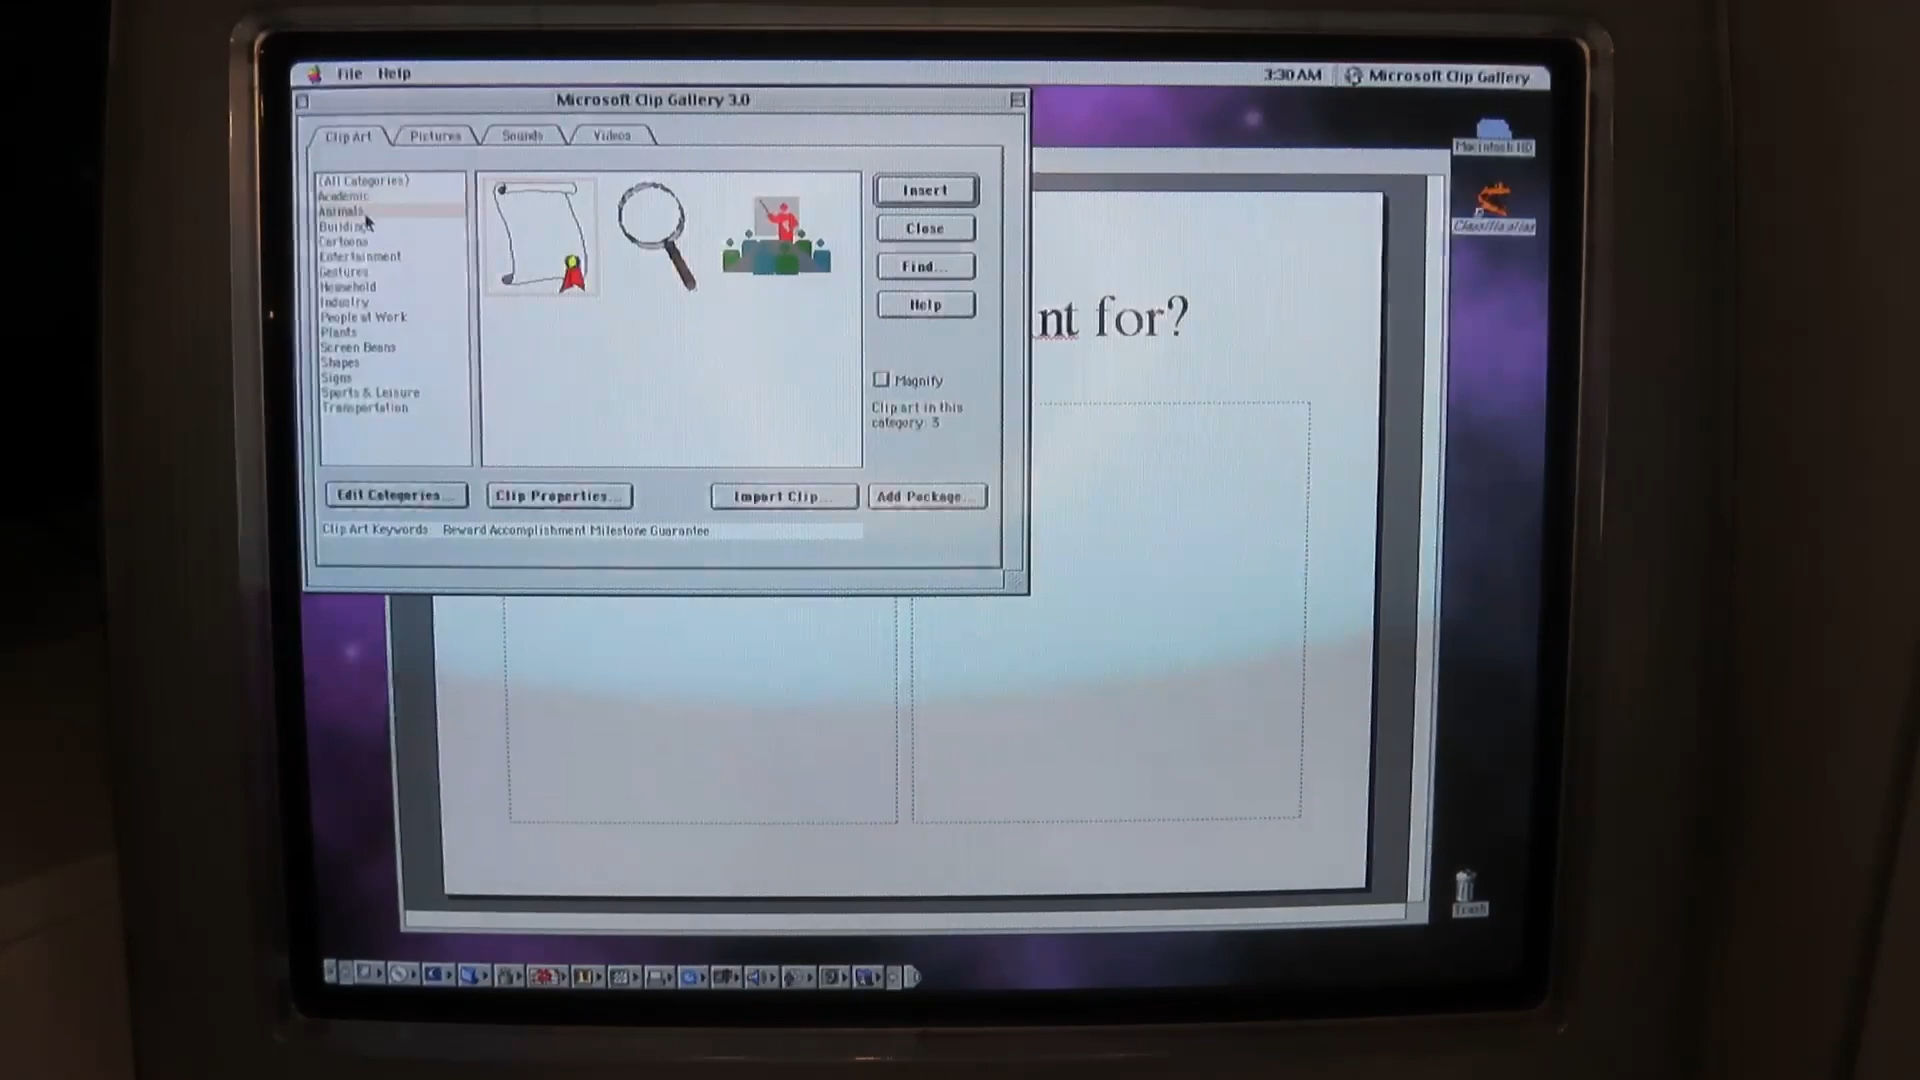 File Help
3:30 AM Microsoft Clip Gallery
Microsoft Clip Gallery 3.0
Clip Art Pictures Sounds Videos
(All Categories)
Academic
Animals
Buildings
Cartoons
Entertainment
Gestures
Household
Industry
People at Work
Plants
Screen Beans
Shapes
Signs
Sports & Leisure
Transportation
Insert
Close
Find...
Help
Magnify
Clip art in this
category: 3
Edit Categories...
Clip Properties...
Import Clip...
Add Package...
Clip Art Keywords: Reward Accomplishment Milestone Guarantee
nt for?
Macintosh HD
Classilla alias
Trash